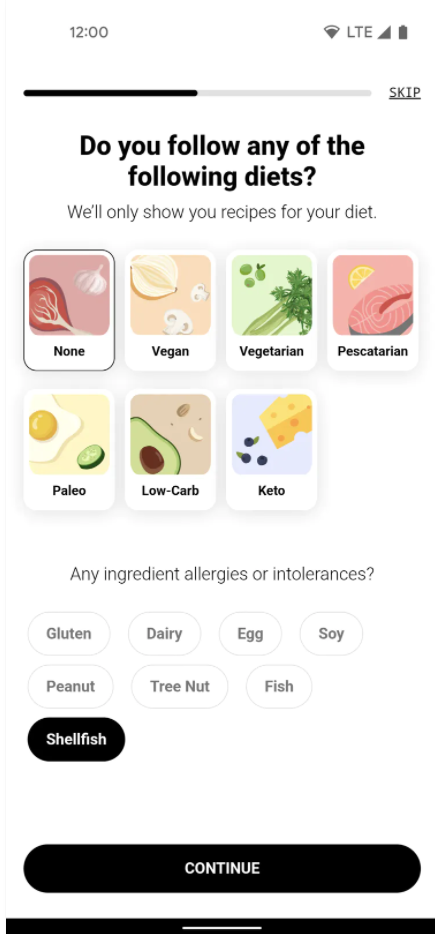 12:00 LTE
SKIP
Do you follow any of the
following diets?
We'll only show you recipes for your diet.
None Vegan Vegetarian Pescatarian
Paleo Low-Carb Keto
Any ingredient allergies or intolerances?
Gluten Dairy Egg Soy
Peanut Tree Nut Fish
Shellfish
CONTINUE